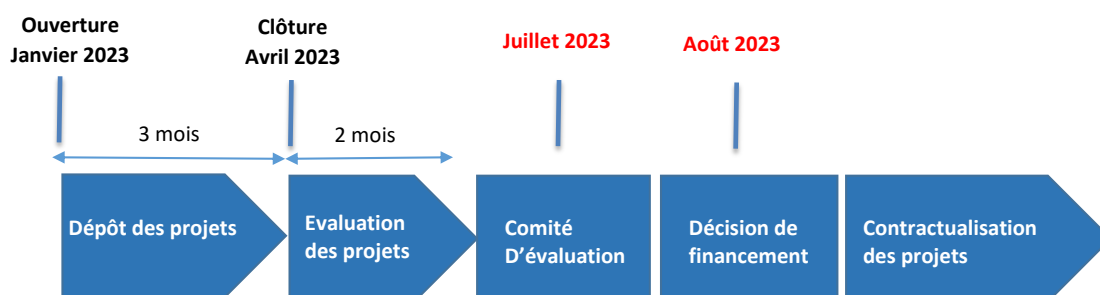 Ouverture
Janvier 2023
Clôture
Avril 2023
Juillet 2023
Août 2023
3 mois
2 mois
Dépôt des projets
Evaluation
des projets
Comité
D'évaluation
Décision de
financement
Contractualisation
des projets